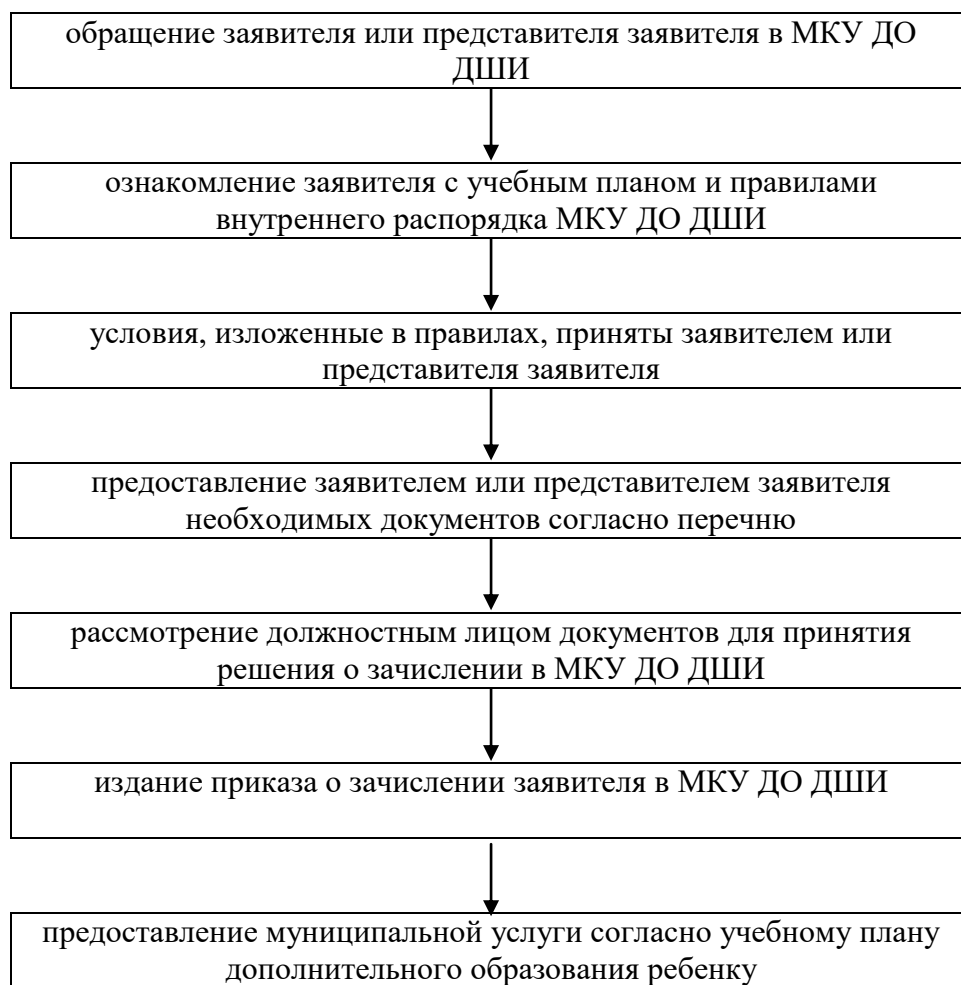 обращение заявителя или представителя заявителя в МКУ ДО
ДШИ
ознакомление заявителя с учебным планом и правилами
внутреннего распорядка МКУ ДО ДШИ
условия, изложенные в правилах, приняты заявителем или
представителя заявителя
предоставление заявителем или представителем заявителя
необходимых документов согласно перечню
рассмотрение должностным лицом документов для принятия
решения о зачислении в МКУ ДО ДШИ
издание приказа о зачислении заявителя в МКУ ДО ДШИ
предоставление муниципальной услуги согласно учебному плану
дополнительного образования ребенку